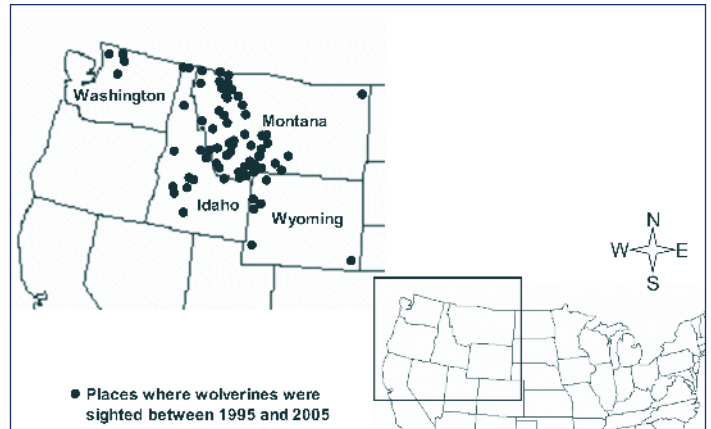 Washington
Montana
Idaho
Wyoming
N
W E
S
Places where wolverines were
sighted between 1995 and 2005